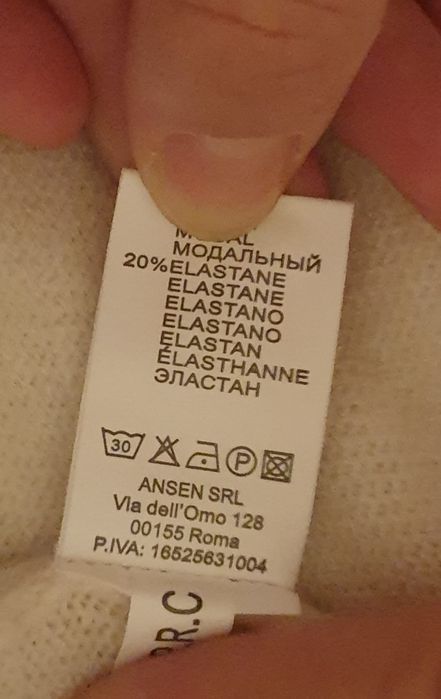 МОДАЛЬНЫЙ
20%ELASTANE
ELASTANE
ELASTANO
ELASTANO
ELASTAN
ÉLASTHANNE
ЭЛАСТАН
30 P
ANSEN SRL
Via dell'Omo 128
00155 Roma
P.IVA: 16525631004
R.C